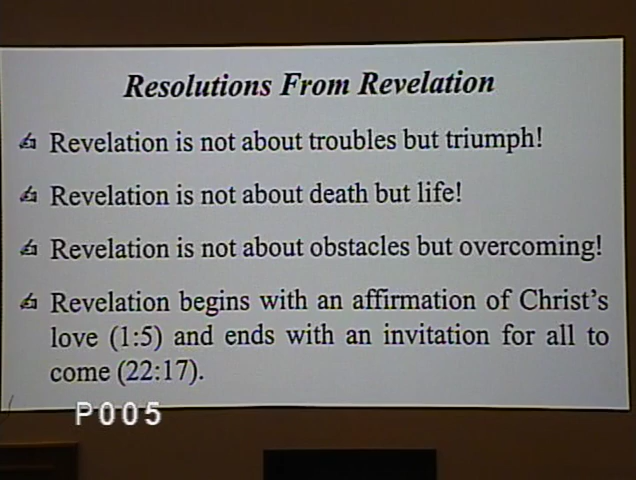 Resolutions From Revelation
Revelation is not about troubles but triumph!
Revelation is not about death but life!
Revelation is not about obstacles but overcoming!
Revelation begins with an affirmation of Christ's
love (1:5) and ends with an invitation for all to
come (22:17).
P005